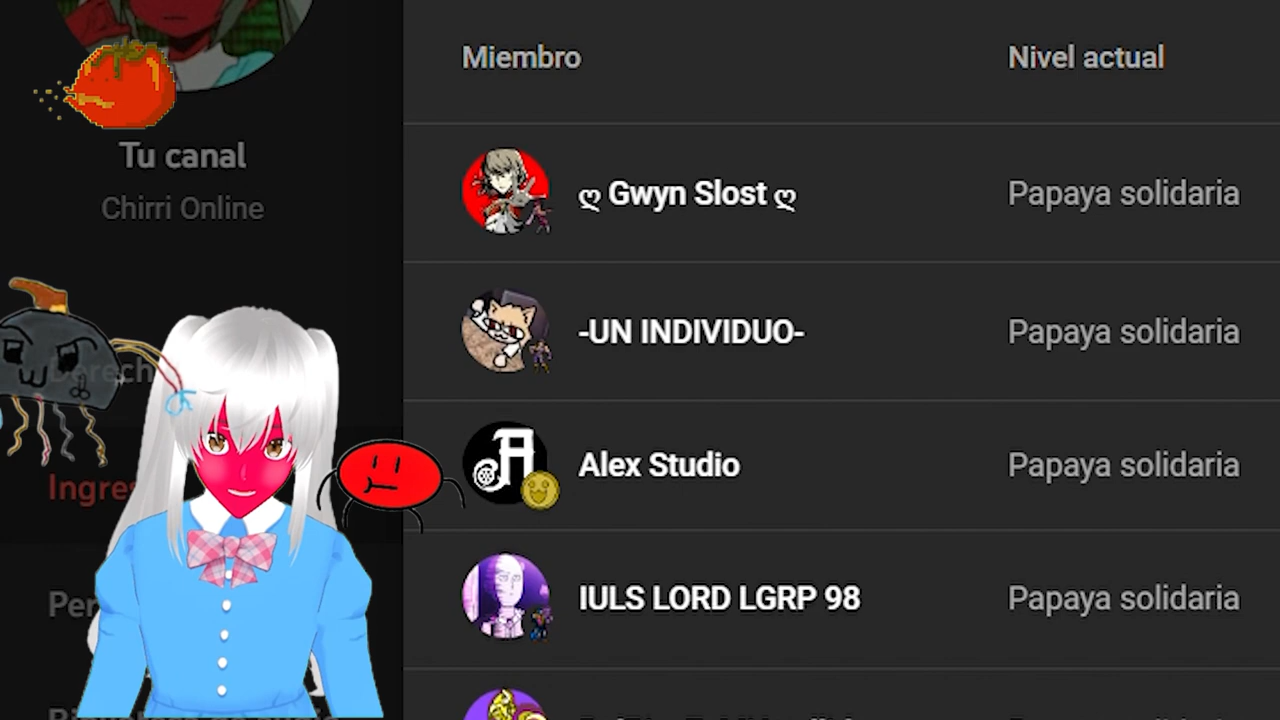 Miembro
Nivel actual
Tu canal
Chirri Online
ღ Gwyn Slost ღ
Papaya solidaria
-UN INDIVIDUO-
Papaya solidaria
Alex Studio
Papaya solidaria
IULS LORD LGRP 98
Papaya solidaria